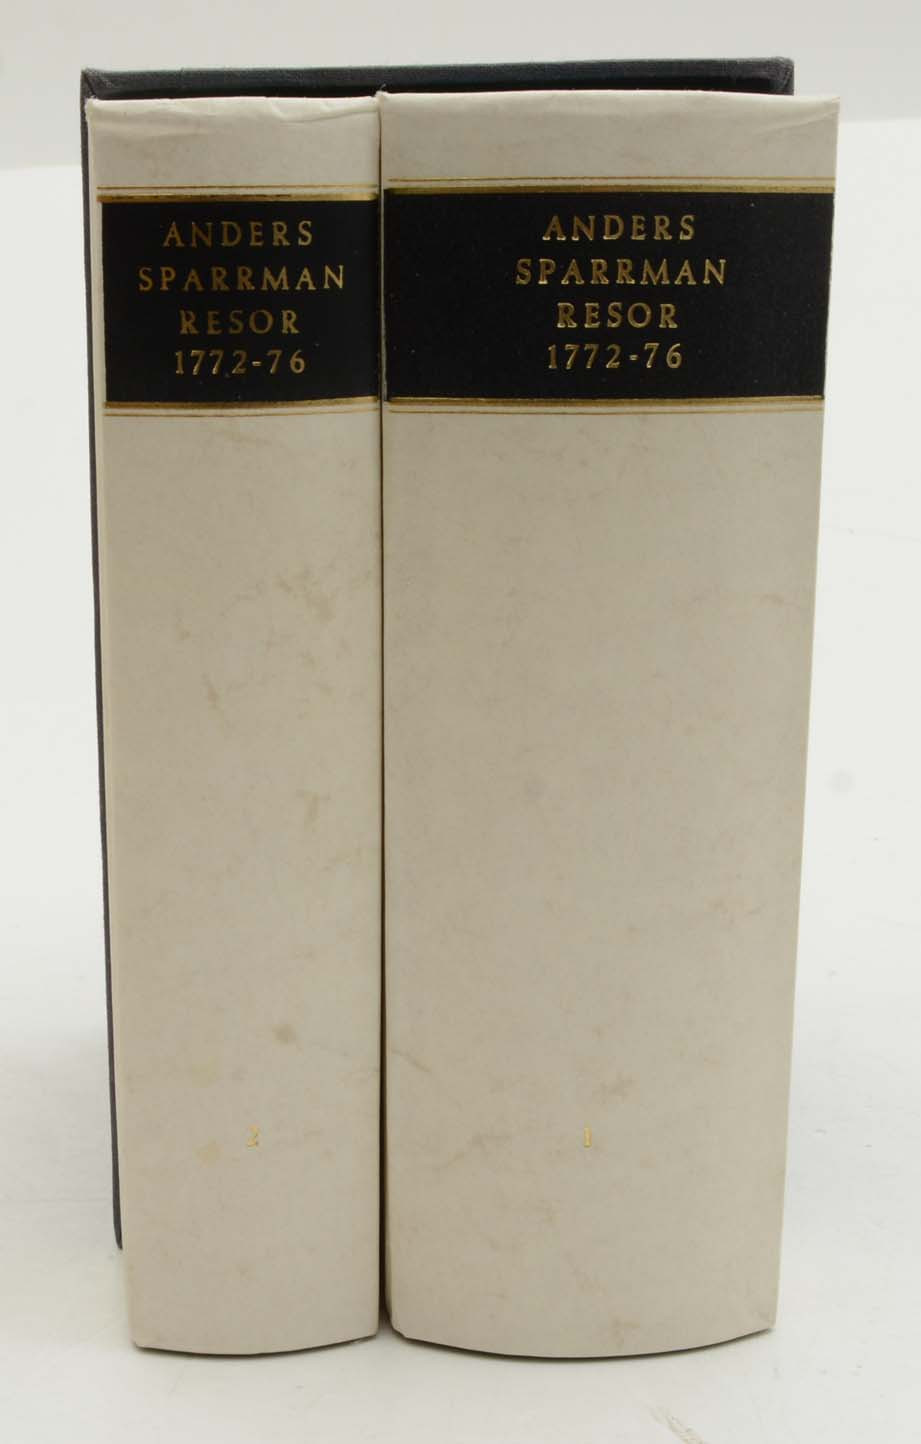 ANDERS
SPARRMAN
RESOR
1772-76
2
ANDERS
SPARRMAN
RESOR
1772-76
1